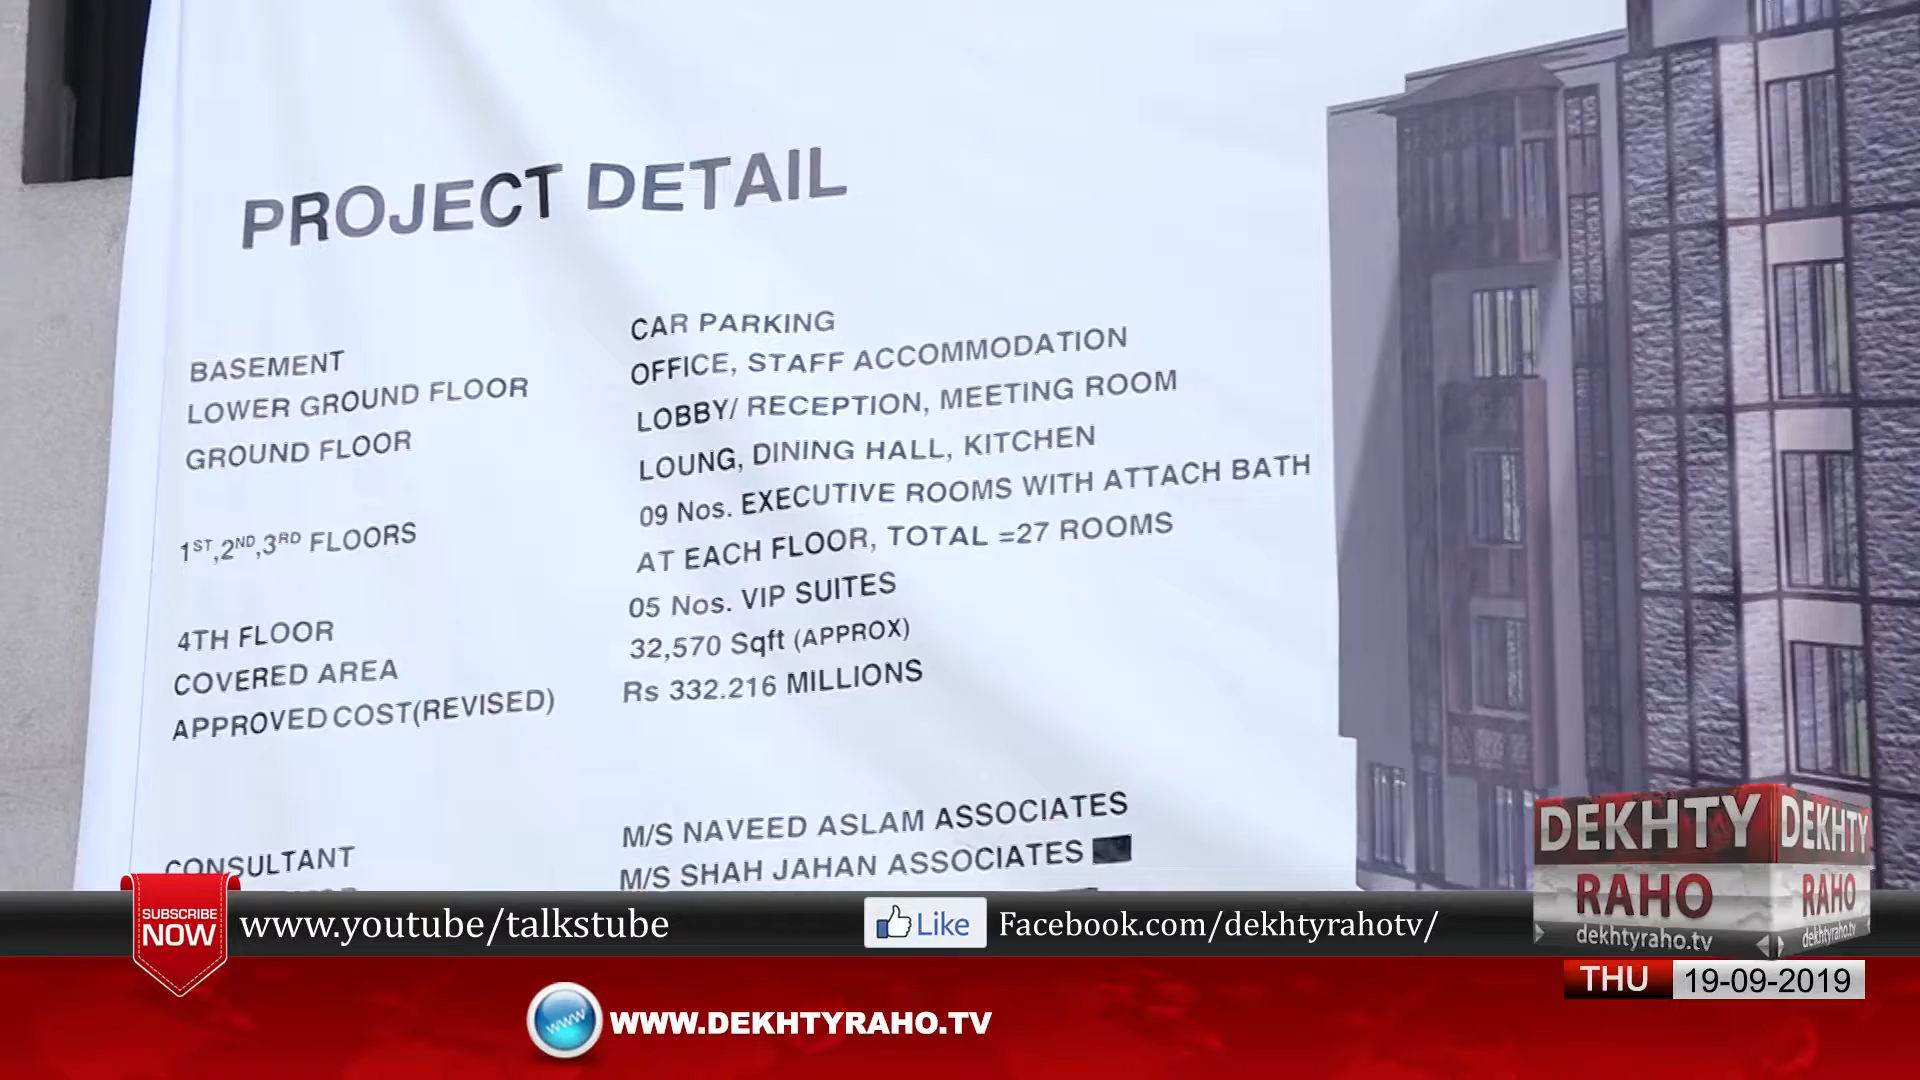 PROJECT DETAIL
BASEMENT CAR PARKING
LOWER GROUND FLOOR OFFICE, STAFF ACCOMMODATION
GROUND FLOOR LOBBY/ RECEPTION, MEETING ROOM
LOUNG, DINING HALL, KITCHEN
1ST,2ND,3RD FLOORS 09 Nos. EXECUTIVE ROOMS WITH ATTACH BATH
AT EACH FLOOR, TOTAL =27 ROOMS
4TH FLOOR 05 Nos. VIP SUITES
COVERED AREA 32,570 Sqft (APPROX)
APPROVED COST(REVISED) Rs 332.216 MILLIONS
CONSULTANT M/S NAVEED ASLAM ASSOCIATES
M/S SHAH JAHAN ASSOCIATES
SUBSCRIBE
NOW
www.youtube/talkstube
Like
Facebook.com/dekhtyrahotv/
DEKHTY
RAHO
dekhtyraho.tv
DEKHTY
RAHO
dekhtyraho.tv
THU 19-09-2019
www
WWW.DEKHTYRAHO.TV